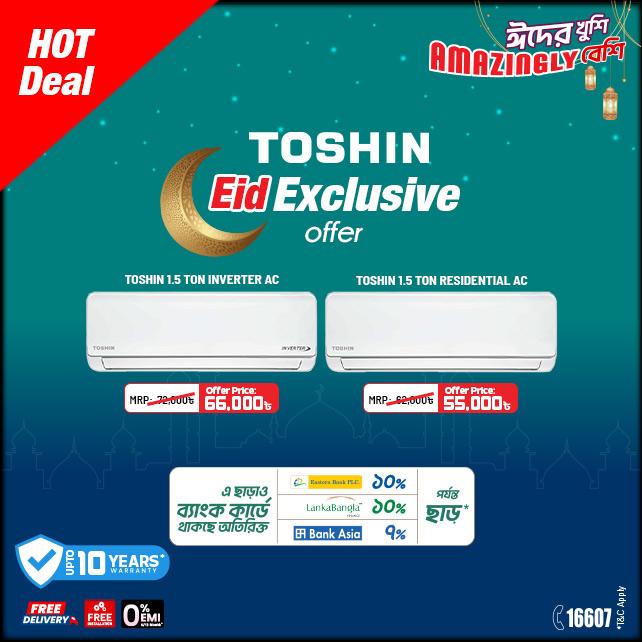 HOT
Deal
ঈদের খুশি
AMAZINGLY বেশি
TOSHIN
Eid Exclusive
offer
TOSHIN 1.5 TON INVERTER AC
TOSHIN
INVERTER
MRP: 72,000৳
Offer Price:
66,000৳
TOSHIN 1.5 TON RESIDENTIAL AC
TOSHIN
MRP: 62,000৳
Offer Price:
55,000৳
এ ছাড়াও
ব্যাংক কার্ডে
থাকছে অতিরিক্ত
Eastern Bank PLC. ১০%
LankaBangla ১০%
FINANCE
Bank Asia ৭%
পর্যন্ত
ছাড়*
UPTO
10 YEARS*
WARRANTY
FREE
DELIVERY
FREE
INSTALLATION
0%
EMI
16607
*T&C Apply